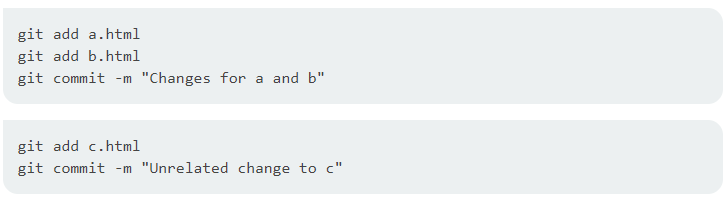 git add a.html
git add b.html
git commit -m "Changes for a and b"
git add c.html
git commit -m "Unrelated change to c"